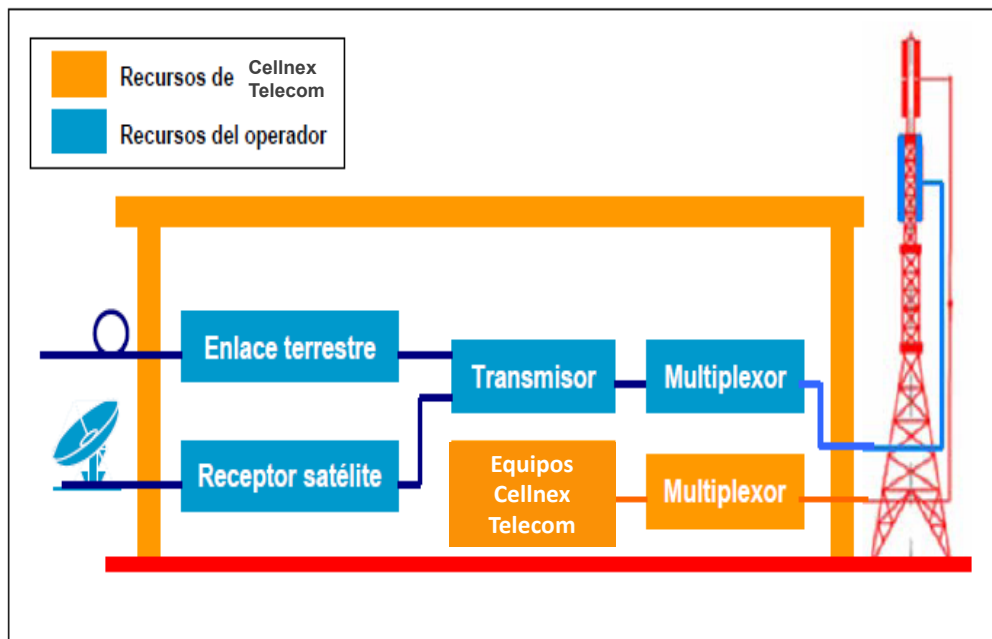 Recursos de Cellnex
Telecom
Recursos del operador
Enlace terrestre
Transmisor
Multiplexor
Receptor satélite
Equipos
Cellnex
Telecom
Multiplexor